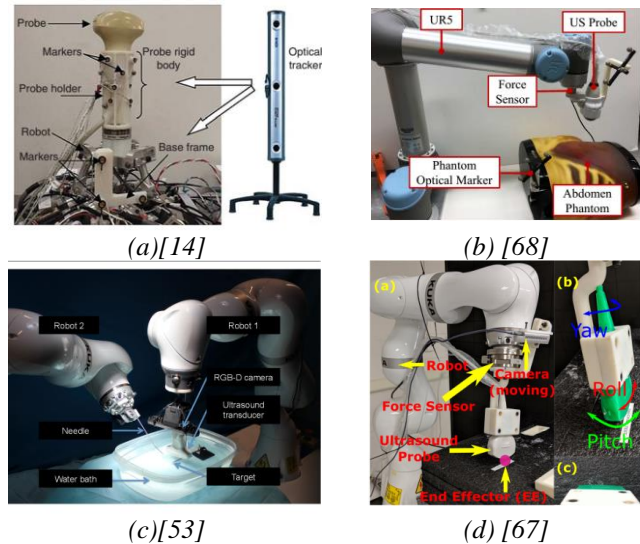 Probe
Markers
Probe rigid
body
Probe holder
Robot
Markers
Base frame
Optical
tracker
(a)[14]
UR5
US Probe
Force
Sensor
Phantom
Optical Marker
Abdomen
Phantom
(b) [68]
Robot 2
Robot 1
RGB-D camera
Ultrasound
transducer
Needle
Water bath
Target
(c)[53]
(a)
KUKA
Robot
Camera
(moving)
Force Sensor
Ultrasound
Probe
End Effector (EE)
(b)
Yaw
Roll
Pitch
(c)
(d) [67]